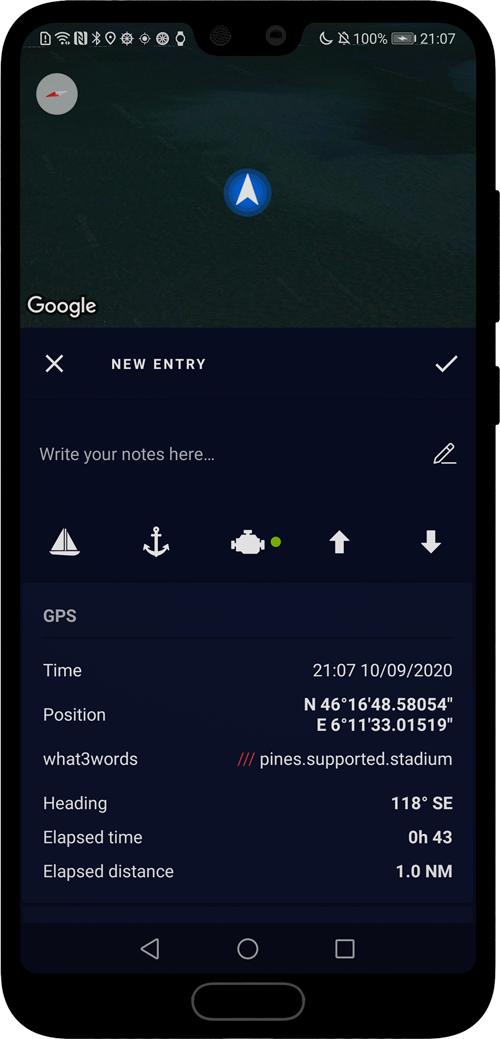 100% 21:07
Google
NEW ENTRY
Write your notes here…
GPS
Time 21:07 10/09/2020
Position N 46°16'48.58054"
E 6°11'33.01519"
what3words /// pines.supported.stadium
Heading 118° SE
Elapsed time 0h 43
Elapsed distance 1.0 NM